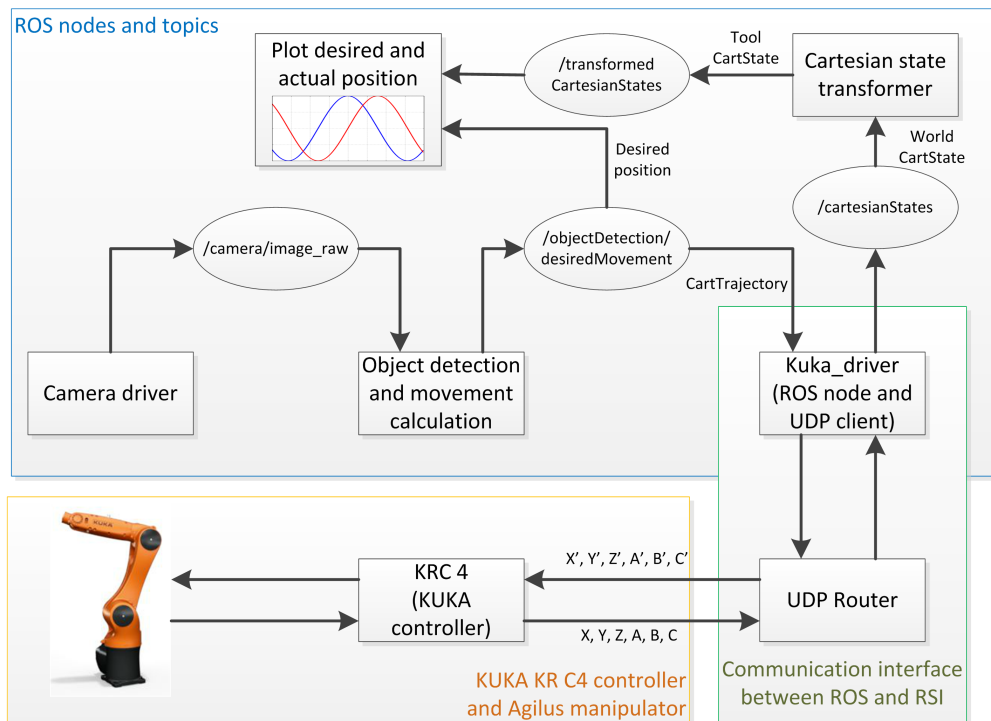 ROS nodes and topics
Plot desired and
actual position
/transformed
CartesianStates
Tool
CartState
Cartesian state
transformer
World
CartState
Desired
position
/cartesianStates
/camera/image_raw
/objectDetection/
desiredMovement
CartTrajectory
Camera driver
Object detection
and movement
calculation
Kuka_driver
(ROS node and
UDP client)
KUKA
KRC 4
(KUKA
controller)
X’, Y’, Z’, A’, B’, C’
X, Y, Z, A, B, C
UDP Router
KUKA KR C4 controller
and Agilus manipulator
Communication interface
between ROS and RSI